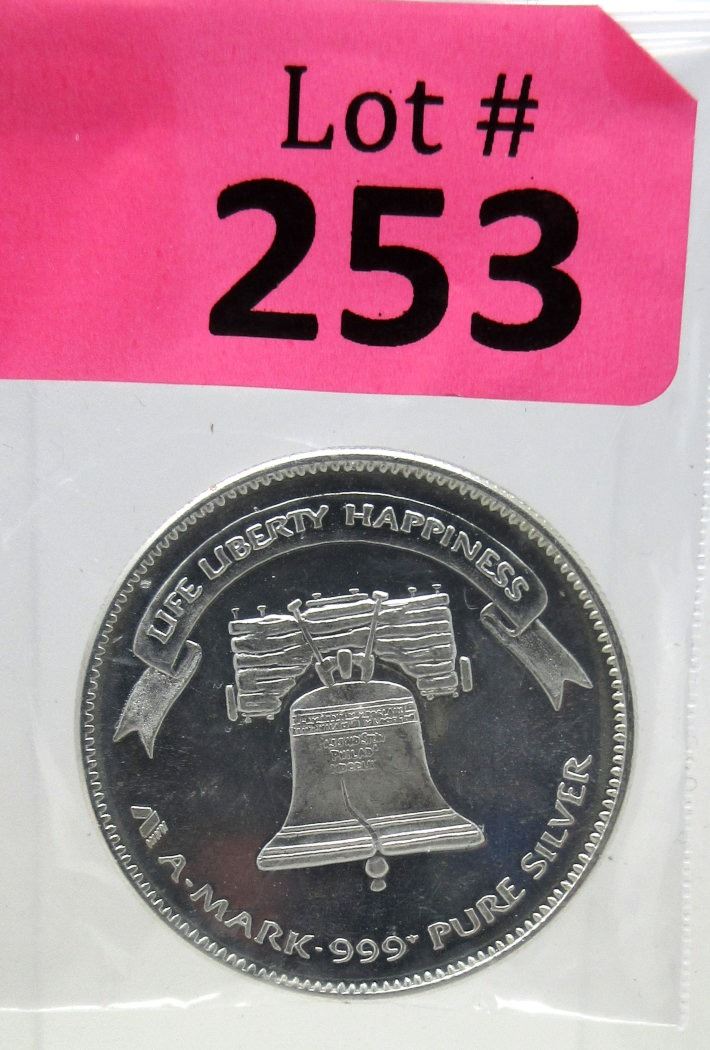 Lot #
253
LIFE LIBERTY HAPPINESS
A-MARK · 999+ PURE SILVER